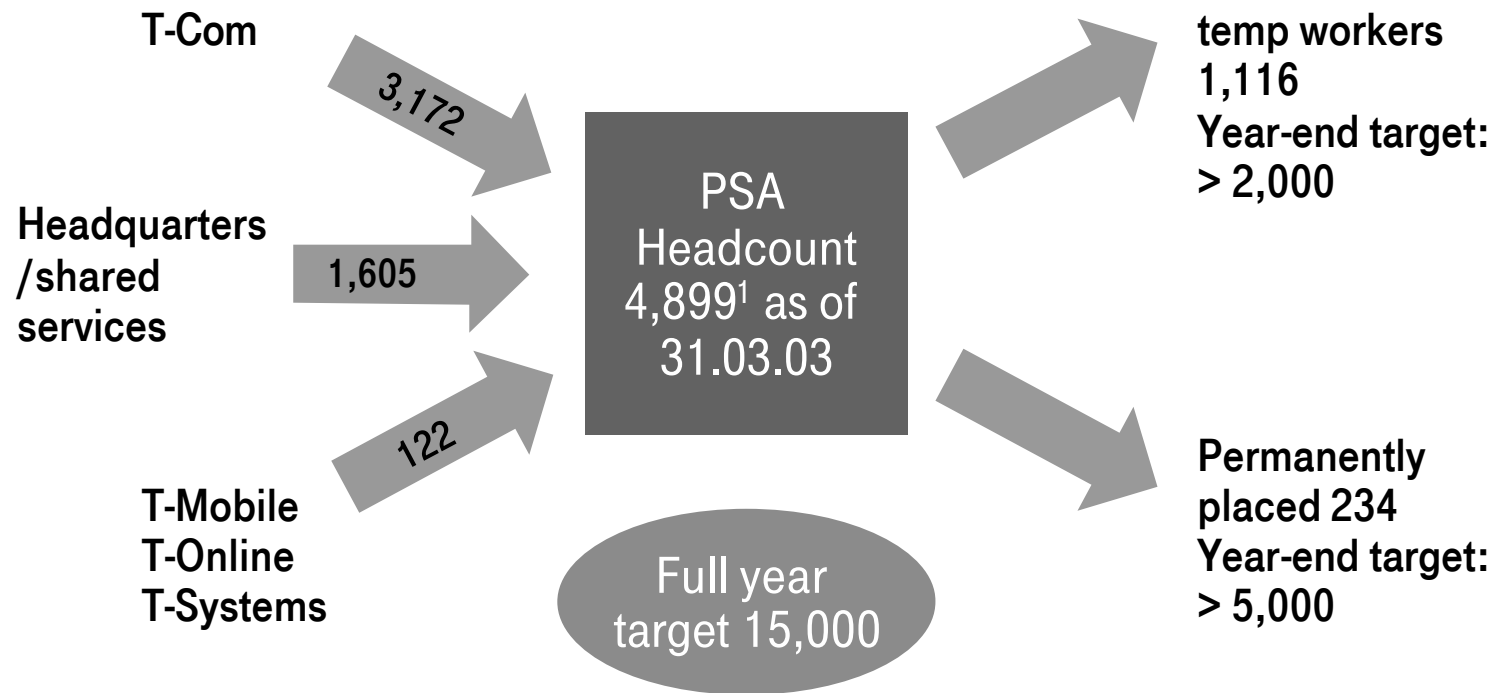 T-Com
3,172
Headquarters
/shared
services
1,605
122
T-Mobile
T-Online
T-Systems
PSA
Headcount
4,899¹ as of
31.03.03
Full year
target 15,000
temp workers
1,116
Year-end target:
> 2,000
Permanently
placed 234
Year-end target:
> 5,000